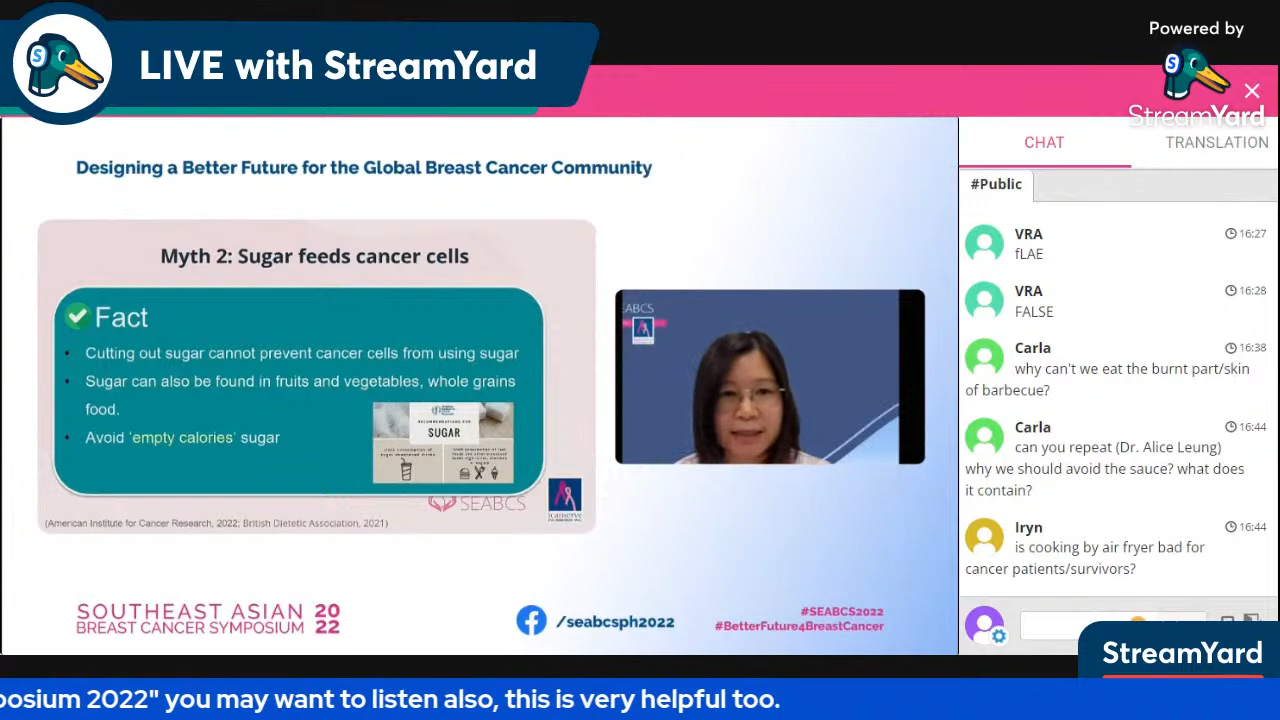 LIVE with StreamYard
Powered by
StreamYard
Designing a Better Future for the Global Breast Cancer Community
Myth 2: Sugar feeds cancer cells
Fact
• Cutting out sugar cannot prevent cancer cells from using sugar
• Sugar can also be found in fruits and vegetables, whole grains
food.
• Avoid 'empty calories' sugar
RECOMMENDATIONS FOR
SUGAR
SEABCS
(American Institute for Cancer Research, 2022; British Dietetic Association, 2021)
EABCS
SOUTHEAST ASIAN
BREAST CANCER SYMPOSIUM
20
22
/seabcsph2022
#SEABCS2022
#BetterFuture4BreastCancer
CHAT
TRANSLATION
#Public
VRA
16:27
fLAE
VRA
16:28
FALSE
Carla
16:38
why can't we eat the burnt part/skin
of barbecue?
Carla
16:44
can you repeat (Dr. Alice Leung)
why we should avoid the sauce? what does
it contain?
Iryn
16:44
is cooking by air fryer bad for
cancer patients/survivors?
StreamYard
posium 2022" you may want to listen also, this is very helpful too.